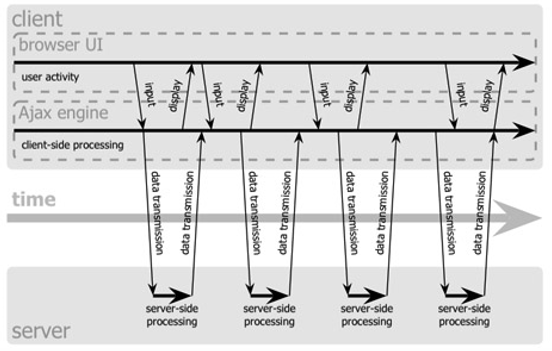 client
browser UI
user activity
input
display
input
display
input
display
input
display
Ajax engine
client-side processing
data transmission
data transmission
data transmission
data transmission
data transmission
data transmission
data transmission
data transmission
time
server-side
processing
server-side
processing
server-side
processing
server-side
processing
server